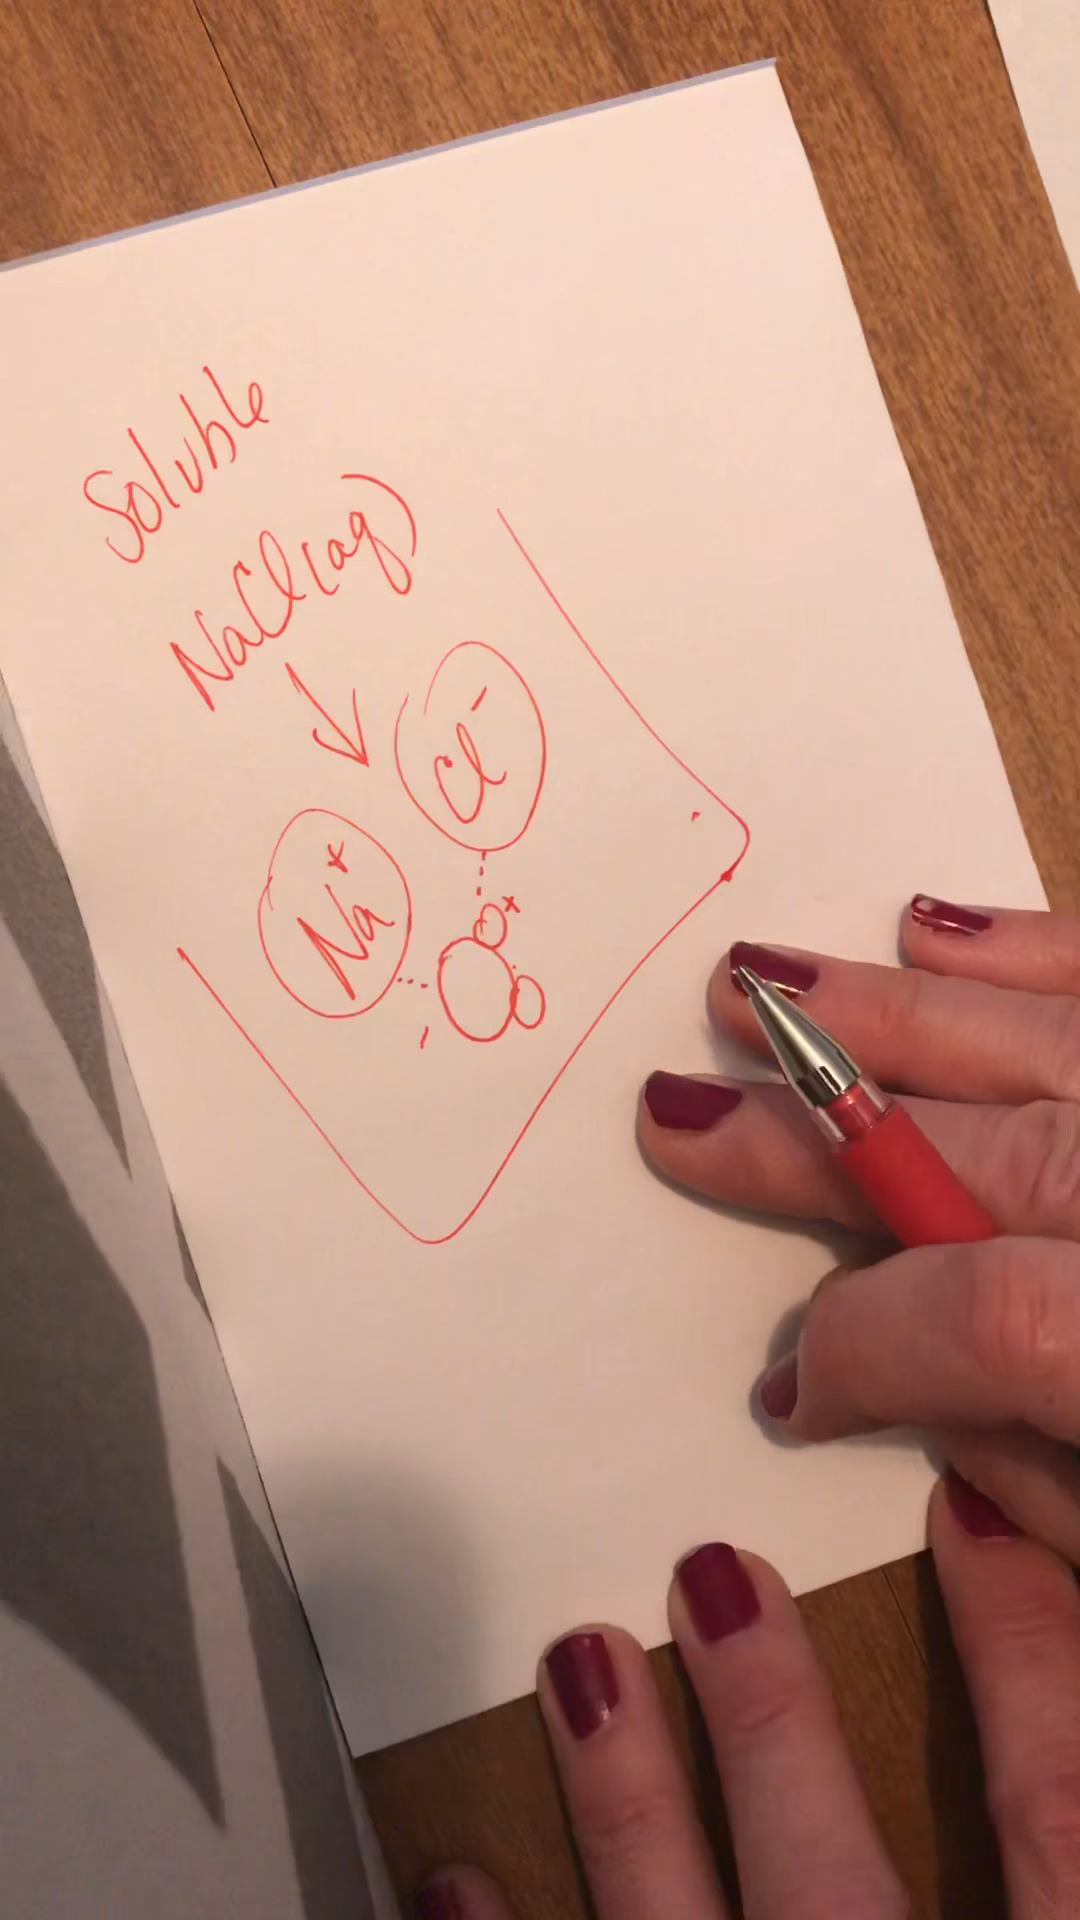 Soluble
NaCl(aq)
Cl⁻
Na⁺
+
-